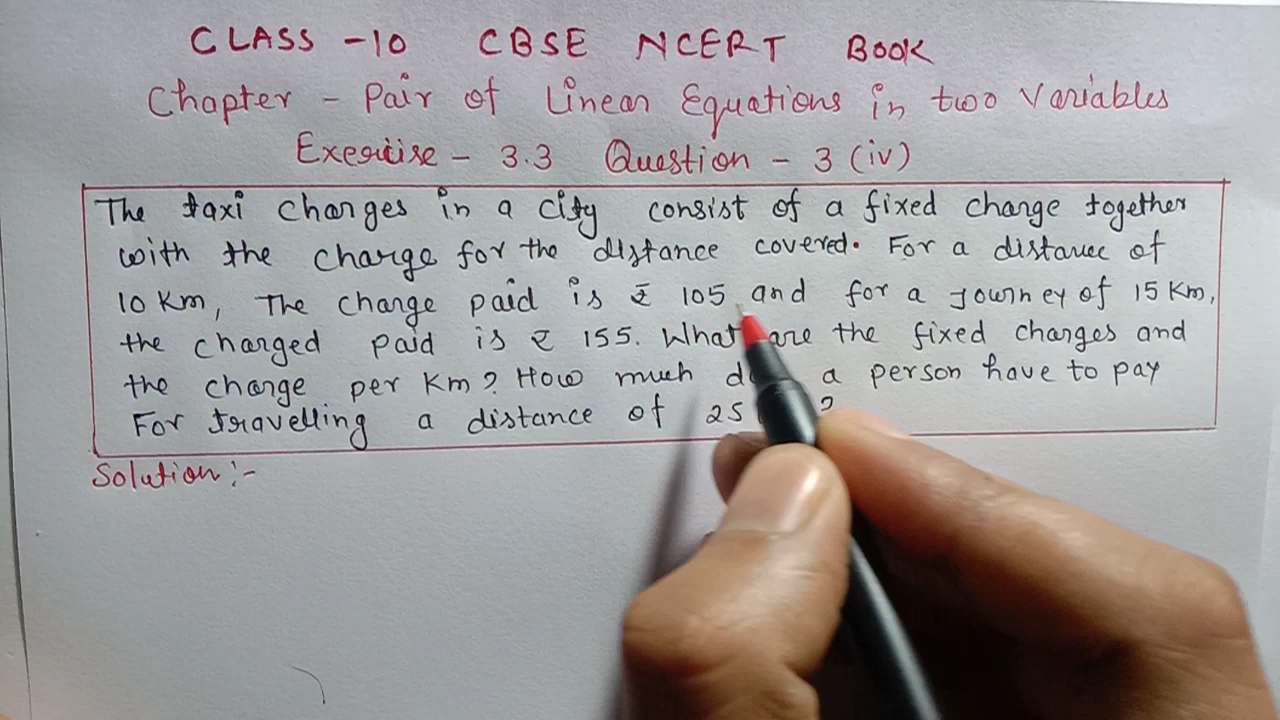 CLASS -10 CBSE NCERT BOOK
Chapter - Pair of Linear Equations in two Variables
Exercise - 3.3 Question - 3 (iv)
The taxi charges in a city consist of a fixed charge together
with the charge for the distance covered. For a distance of
10 Km, The charge paid is ₹ 105 and for a Journey of 15 Km,
the charged paid is ₹ 155. What are the fixed charges and
the charge per Km? How much a person have to pay
For travelling a distance of 25 ?
Solution :-